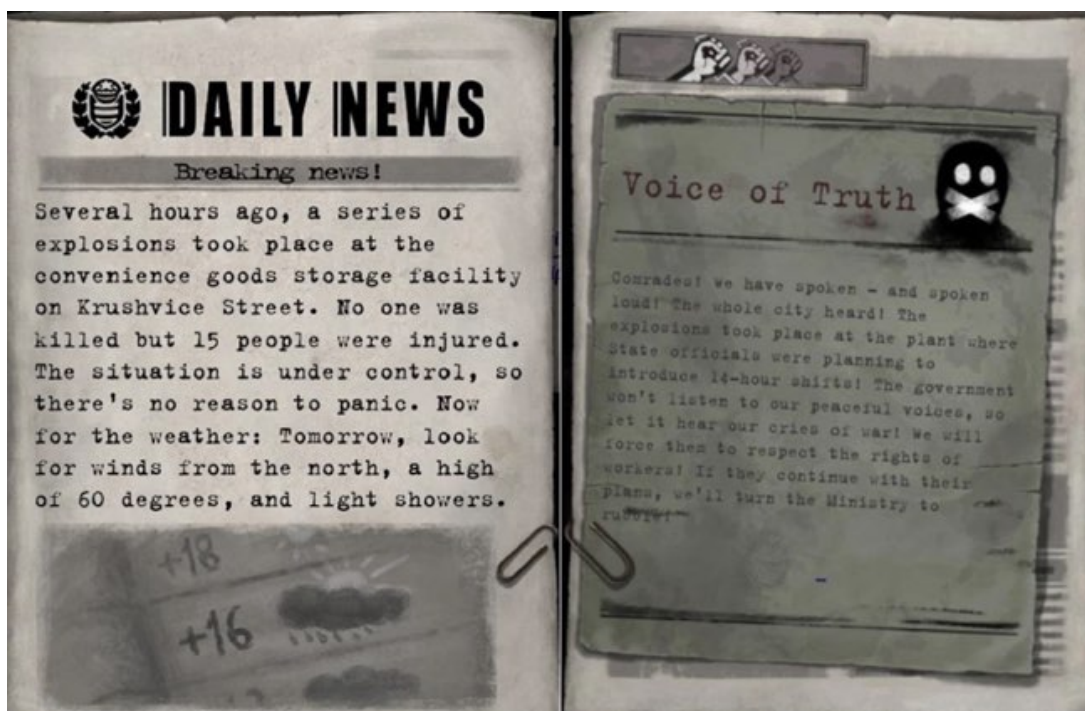 DAILY NEWS
Breaking news!
Several hours ago, a series of
explosions took place at the
convenience goods storage facility
on Krushvice Street. No one was
killed but 15 people were injured.
The situation is under control, so
there's no reason to panic. Now
for the weather: Tomorrow, look
for winds from the north, a high
of 60 degrees, and light showers.
+18
+16
Voice of Truth
Comrades! we have spoken - and spoken
loud! The whole city heard! The
explosions took place at the plant where
State officials were planning to
introduce 14-hour shifts! The government
won't listen to our peaceful voices, so
let it hear our cries of war! We will
force them to respect the rights of
workers! If they continue with their
plans, we'll turn the Ministry to
rubble!